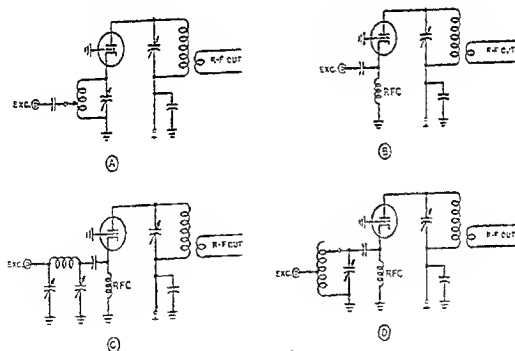 R-F OUT
EXC.
A
R-F OUT
EXC.
RFC
B
R-F OUT
EXC.
RFC
C
R-F OUT
EXC.
RFC
D